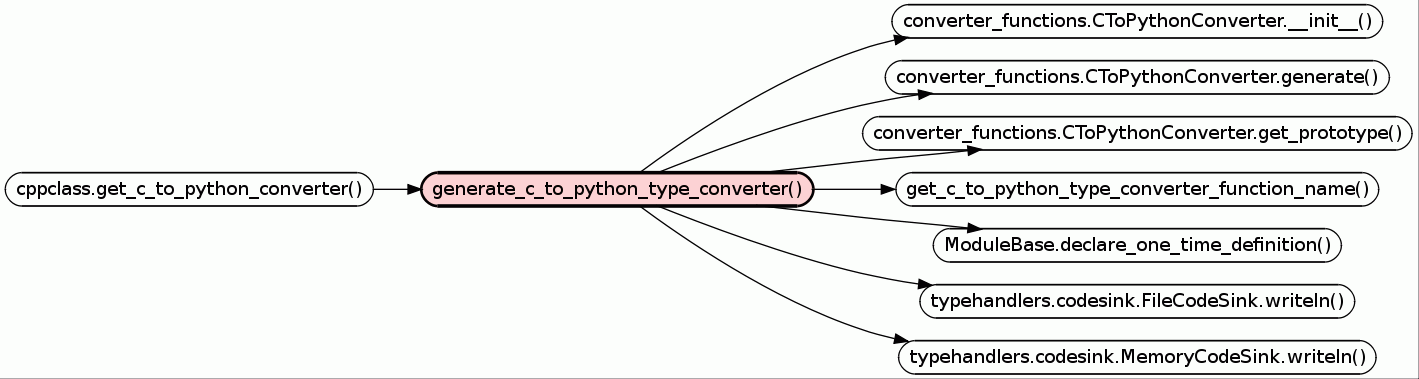 converter_functions.CToPythonConverter.__init__()
converter_functions.CToPythonConverter.generate()
converter_functions.CToPythonConverter.get_prototype()
cppclass.get_c_to_python_converter()
generate_c_to_python_type_converter()
get_c_to_python_type_converter_function_name()
ModuleBase.declare_one_time_definition()
typehandlers.codesink.FileCodeSink.writeln()
typehandlers.codesink.MemoryCodeSink.writeln()